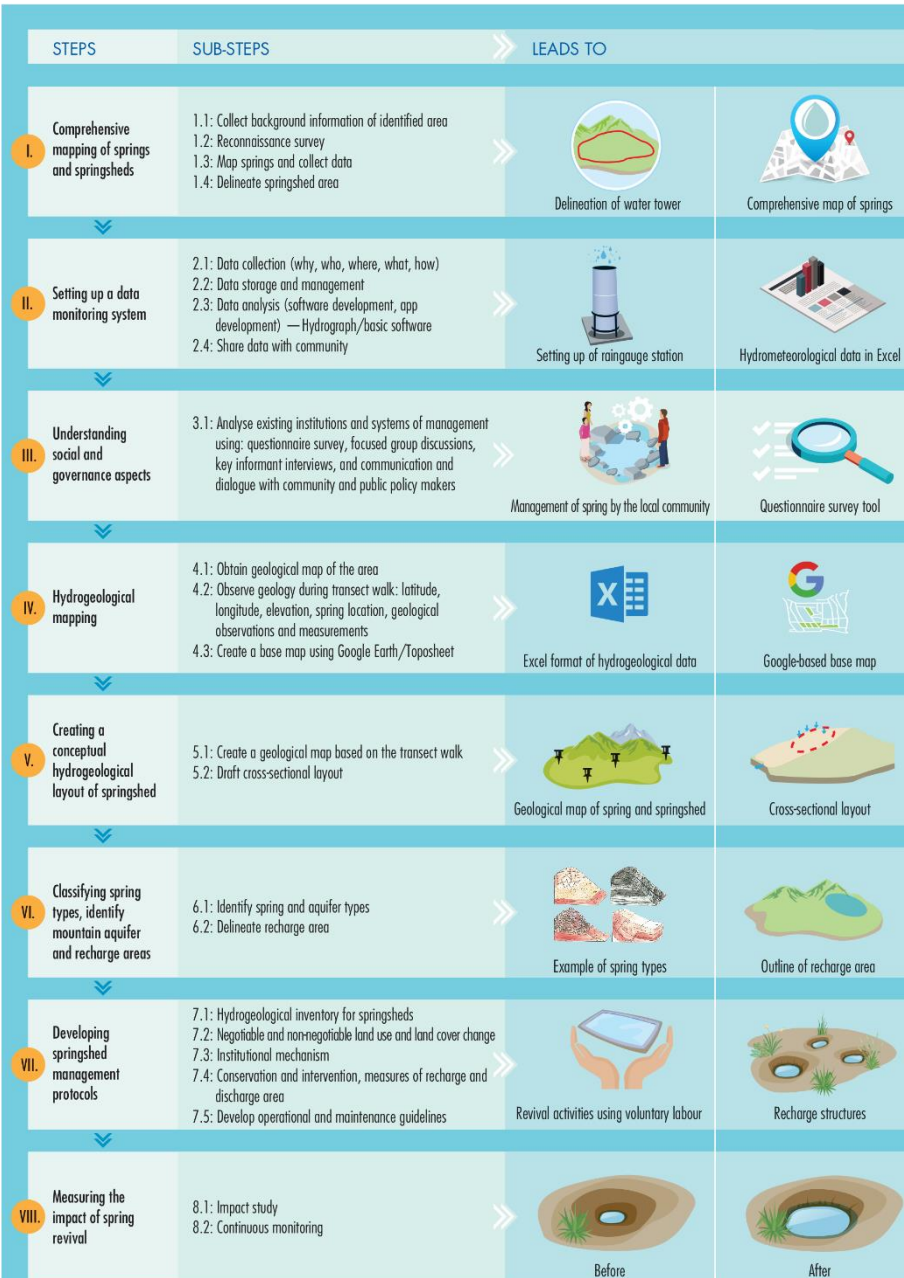 STEPS
SUB-STEPS
LEADS TO
I.
Comprehensive
mapping of springs
and springsheds
1.1: Collect background information of identified area
1.2: Reconnaissance survey
1.3: Map springs and collect data
1.4: Delineate springshed area
Delineation of water tower
Comprehensive map of springs
II.
Setting up a data
monitoring system
2.1: Data collection (why, who, where, what, how)
2.2: Data storage and management
2.3: Data analysis (software development, app
development) —Hydrograph/basic software
2.4: Share data with community
Setting up of raingauge station
Hydrometeorological data in Excel
III.
Understanding
social and
governance aspects
3.1: Analyse existing institutions and systems of management
using: questionnaire survey, focused group discussions,
key informant interviews, and communication and
dialogue with community and public policy makers
Management of spring by the local community
Questionnaire survey tool
IV.
Hydrogeological
mapping
4.1: Obtain geological map of the area
4.2: Observe geology during transect walk: latitude,
longitude, elevation, spring location, geological
observations and measurements
4.3: Create a base map using Google Earth/Toposheet
X
Excel format of hydrogeological data
G
Google-based base map
V.
Creating a
conceptual
hydrogeological
layout of springshed
5.1: Create a geological map based on the transect walk
5.2: Draft cross-sectional layout
Geological map of spring and springshed
Cross-sectional layout
VI.
Classifying spring
types, identify
mountain aquifer
and recharge areas
6.1: Identify spring and aquifer types
6.2: Delineate recharge area
Example of spring types
Outline of recharge area
VII.
Developing
springshed
management
protocols
7.1: Hydrogeological inventory for springsheds
7.2: Negotiable and non-negotiable land use and land cover change
7.3: Institutional mechanism
7.4: Conservation and intervention, measures of recharge and
discharge area
7.5: Develop operational and maintenance guidelines
Revival activities using voluntary labour
Recharge structures
VIII.
Measuring the
impact of spring
revival
8.1: Impact study
8.2: Continuous monitoring
Before
After